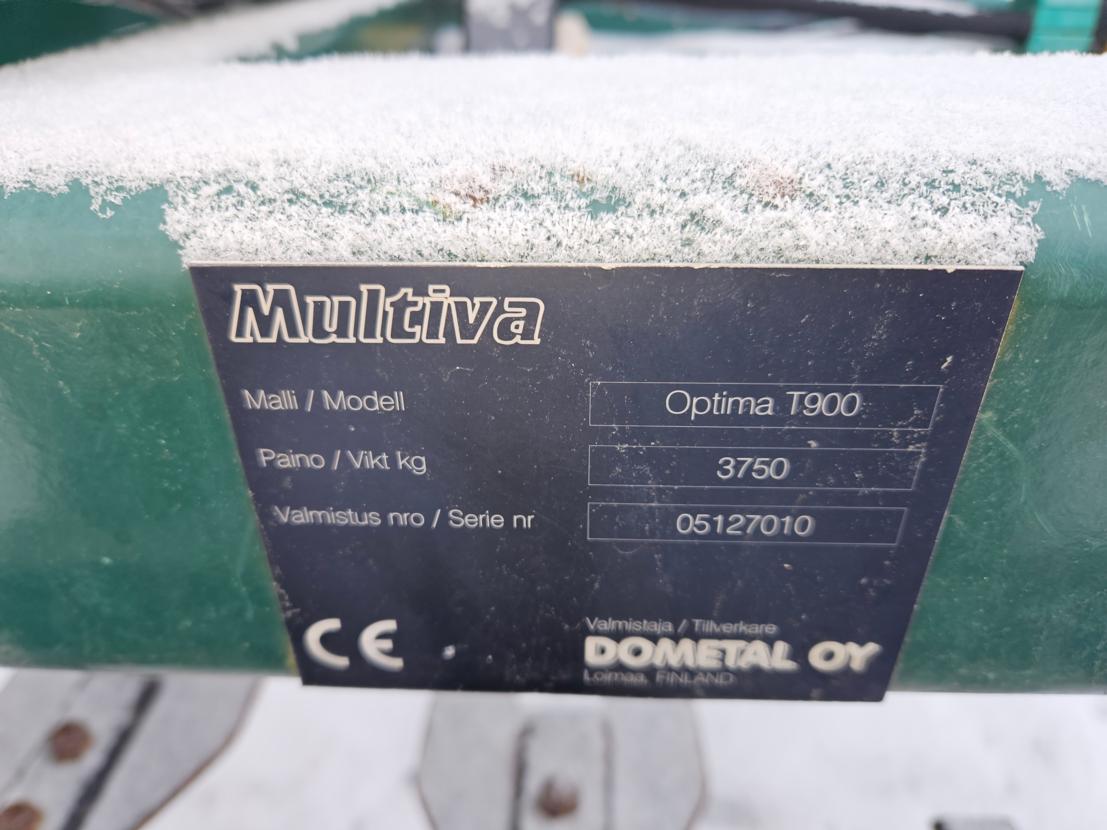 Multiva
Malli / Modell Optima T900
Paino / Vikt kg 3750
Valmistus nro / Serie nr 05127010
CE
Valmistaja / Tillverkare
DOMETAL OY
Loimaa, FINLAND